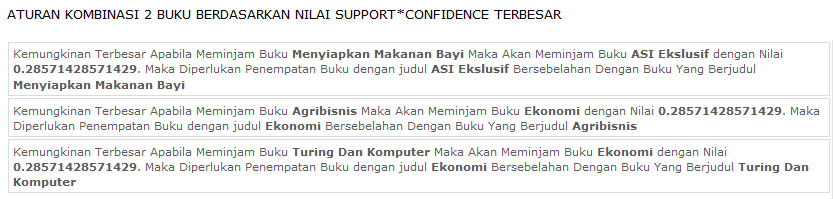 ATURAN KOMBINASI 2 BUKU BERDASARKAN NILAI SUPPORT*CONFIDENCE TERBESAR
Kemungkinan Terbesar Apabila Meminjam Buku Menyiapkan Makanan Bayi Maka Akan Meminjam Buku ASI Ekslusif dengan Nilai
0.28571428571429. Maka Diperlukan Penempatan Buku dengan judul ASI Ekslusif Bersebelahan Dengan Buku Yang Berjudul
Menyiapkan Makanan Bayi
Kemungkinan Terbesar Apabila Meminjam Buku Agribisnis Maka Akan Meminjam Buku Ekonomi dengan Nilai 0.28571428571429. Maka
Diperlukan Penempatan Buku dengan judul Ekonomi Bersebelahan Dengan Buku Yang Berjudul Agribisnis
Kemungkinan Terbesar Apabila Meminjam Buku Turing Dan Komputer Maka Akan Meminjam Buku Ekonomi dengan Nilai
0.28571428571429. Maka Diperlukan Penempatan Buku dengan judul Ekonomi Bersebelahan Dengan Buku Yang Berjudul Turing Dan
Komputer